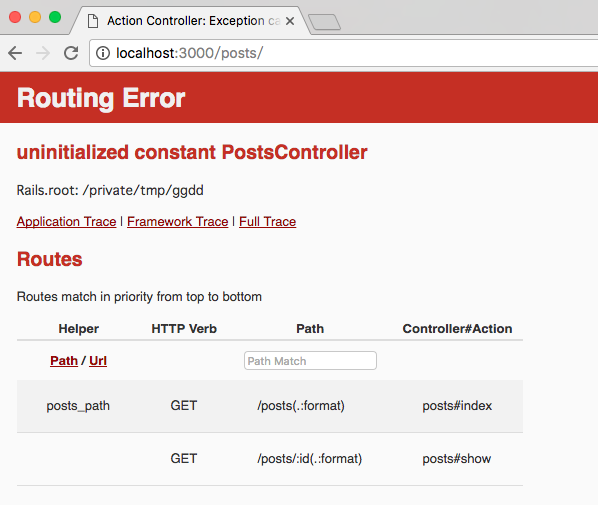 Action Controller: Exception ca
localhost:3000/posts/
Routing Error
uninitialized constant PostsController
Rails.root: /private/tmp/ggdd
Application Trace | Framework Trace | Full Trace
Routes
Routes match in priority from top to bottom
Helper HTTP Verb Path Controller#Action
Path / Url Path Match
posts_path GET /posts(.:format) posts#index
GET /posts/:id(.:format) posts#show